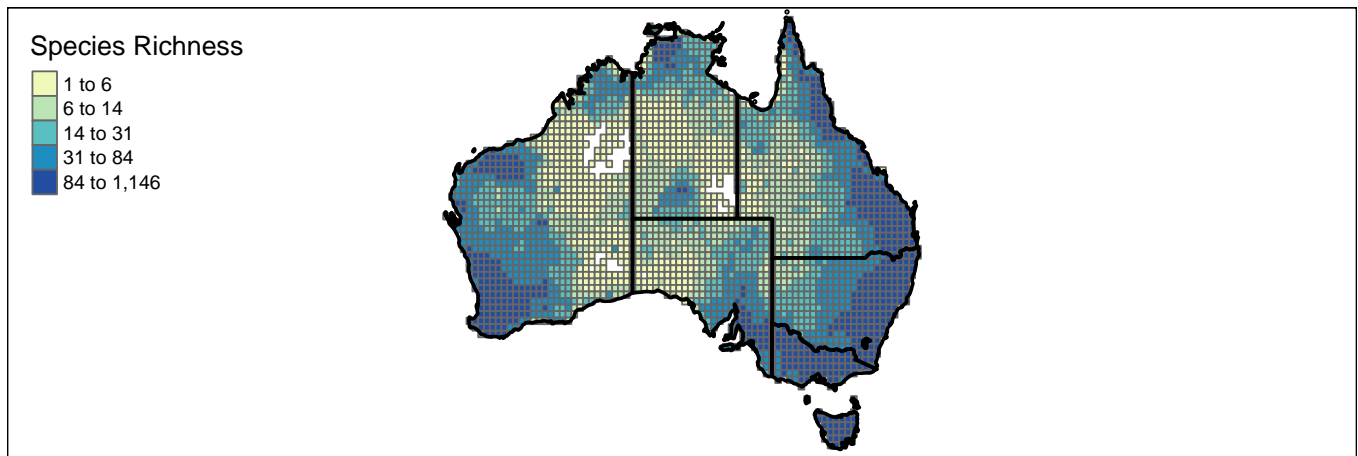 Species Richness
1 to 6
6 to 14
14 to 31
31 to 84
84 to 1,146